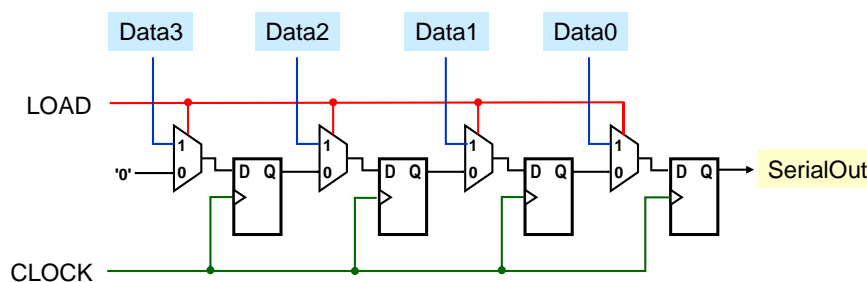 Data3 Data2 Data1 Data0
LOAD
1 1 1 1
'0' 0 D Q 0 D Q 0 D Q 0 D Q SerialOut
CLOCK